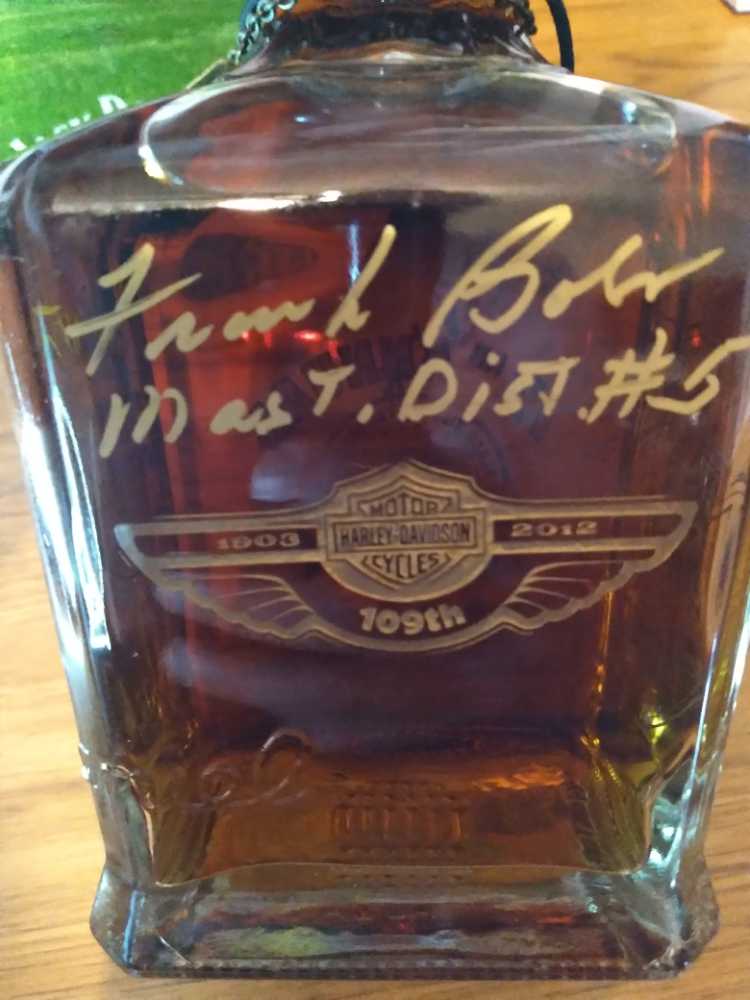 Frank Bobo
Mast. Dist. #5
MOTOR
1903 HARLEY-DAVIDSON 2012
CYCLES
109th